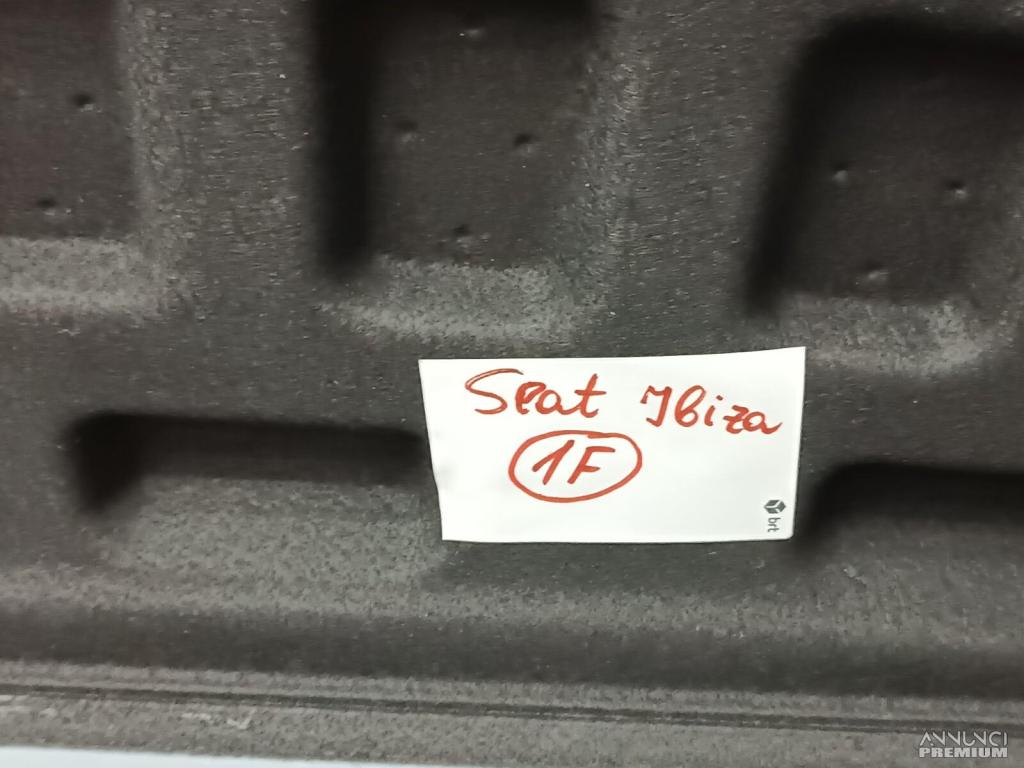 Seat Ibiza
1F
brt
ANNUNCI
PREMIUM